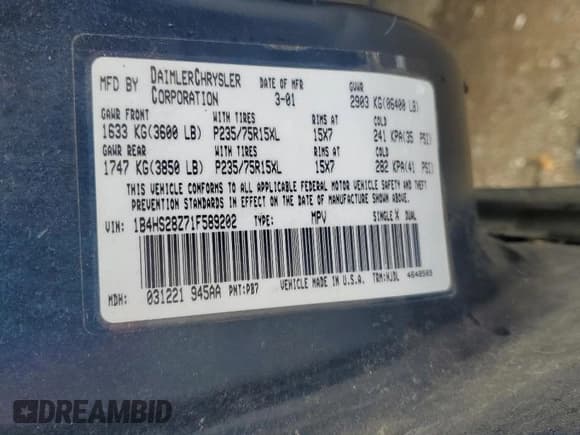 MFD BY DAIMLERCHRYSLER CORPORATION DATE OF MFR 3-01 GVWR 2903 KG(06400 LB)
GAWR FRONT WITH TIRES RIMS AT COLD
1633 KG(3600 LB) P235/75R15XL 15X7 241 KPA(35 PSI)
GAWR REAR WITH TIRES RIMS AT COLD
1747 KG(3850 LB) P235/75R15XL 15X7 282 KPA(41 PSI)
THIS VEHICLE CONFORMS TO ALL APPLICABLE FEDERAL MOTOR VEHICLE SAFETY AND THEFT
PREVENTION STANDARDS IN EFFECT ON THE DATE OF MANUFACTURE SHOWN ABOVE.
VIN: 1B4HS28Z71F589202 TYPE: MPV SINGLE X DUAL
MDH: 031221 945AA PNT:PB7 VEHICLE MADE IN U.S.A. TRM:WJDL 4648503
DREAMBID